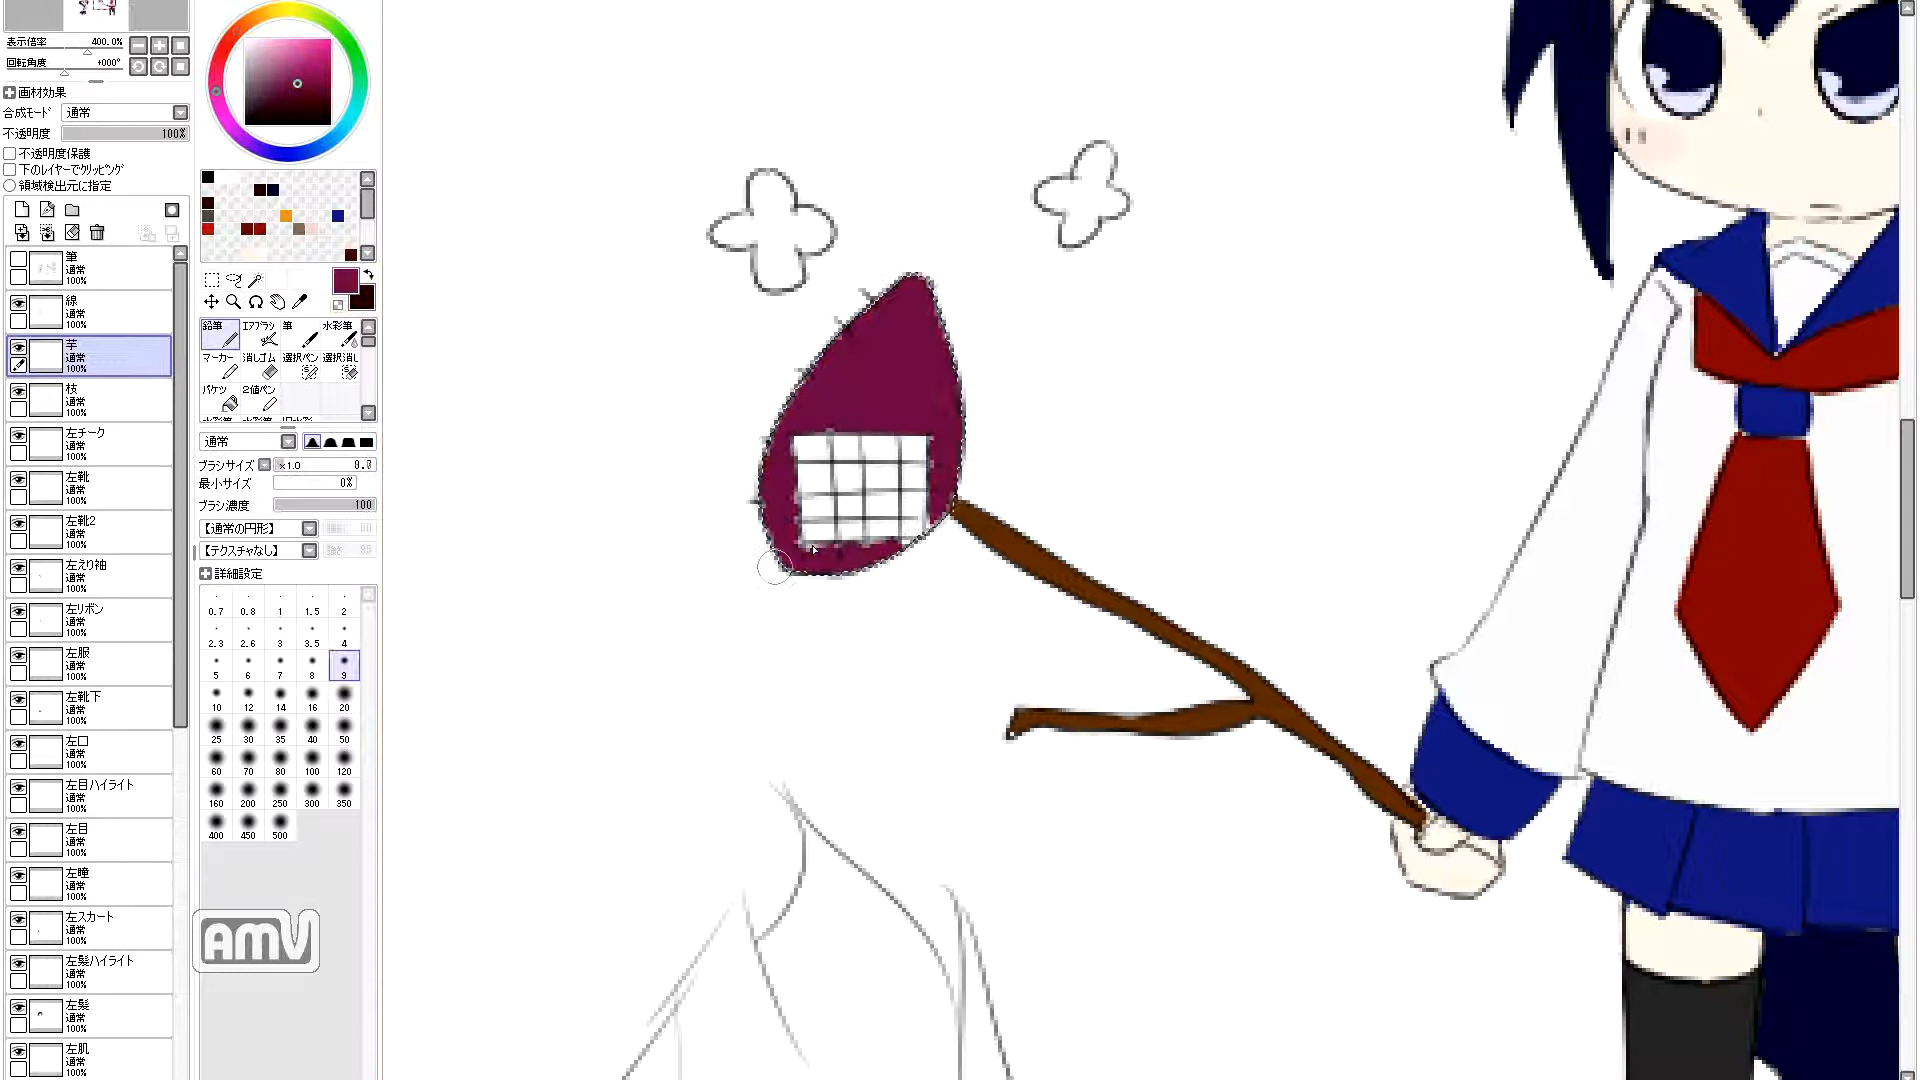 表示倍率 400.0%
回転角度 +000°
画材効果
合成モード 通常
不透明度 100%
不透明度保護
下のレイヤーでクリッピング
領域検出元に指定
筆
通常
100%
線
通常
100%
芋
通常
100%
枝
通常
100%
左チーク
通常
100%
左靴
通常
100%
左靴2
通常
100%
左えり袖
通常
100%
左リボン
通常
100%
左服
通常
100%
左靴下
通常
100%
左口
通常
100%
左目ハイライト
通常
100%
左目
通常
100%
左瞳
通常
100%
左スカート
通常
100%
左髪ハイライト
通常
100%
左髪
通常
100%
左肌
通常
100%
鉛筆 エアブラシ 筆 水彩筆
マーカー 消しゴム 選択ペン 選択消し
バケツ 2値ペン
通常
ブラシサイズ x1.0
最小サイズ 0%
ブラシ濃度 100
【通常の円形】
【テクスチャなし】 強さ 95
詳細設定
0.7 0.8 1 1.5 2
2.3 2.6 3 3.5 4
5 6 7 8 9
10 12 14 16 20
25 30 35 40 50
60 70 80 100 120
160 200 250 300 350
400 450 500
AMV